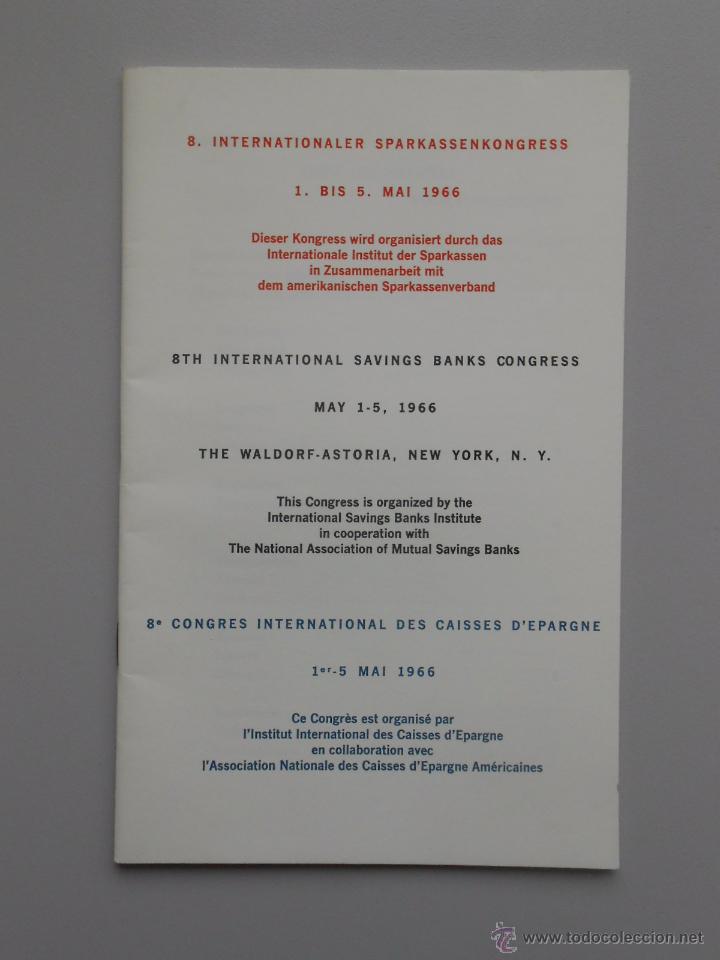 8. INTERNATIONALER SPARKASSENKONGRESS
1. BIS 5. MAI 1966
Dieser Kongress wird organisiert durch das
Internationale Institut der Sparkassen
in Zusammenarbeit mit
dem amerikanischen Sparkassenverband
8TH INTERNATIONAL SAVINGS BANKS CONGRESS
MAY 1-5, 1966
THE WALDORF-ASTORIA, NEW YORK, N. Y.
This Congress is organized by the
International Savings Banks Institute
in cooperation with
The National Association of Mutual Savings Banks
8e CONGRES INTERNATIONAL DES CAISSES D'EPARGNE
1er-5 MAI 1966
Ce Congrès est organisé par
l'Institut International des Caisses d'Epargne
en collaboration avec
l'Association Nationale des Caisses d'Epargne Américaines
todocoleccion.net